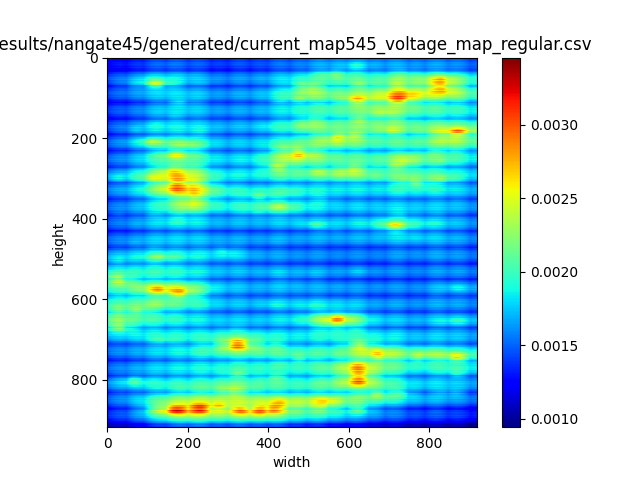 esults/nangate45/generated/current_map545_voltage_map_regular.csv
0
200
400
600
800
height
0 200 400 600 800
width
0.0030
0.0025
0.0020
0.0015
0.0010